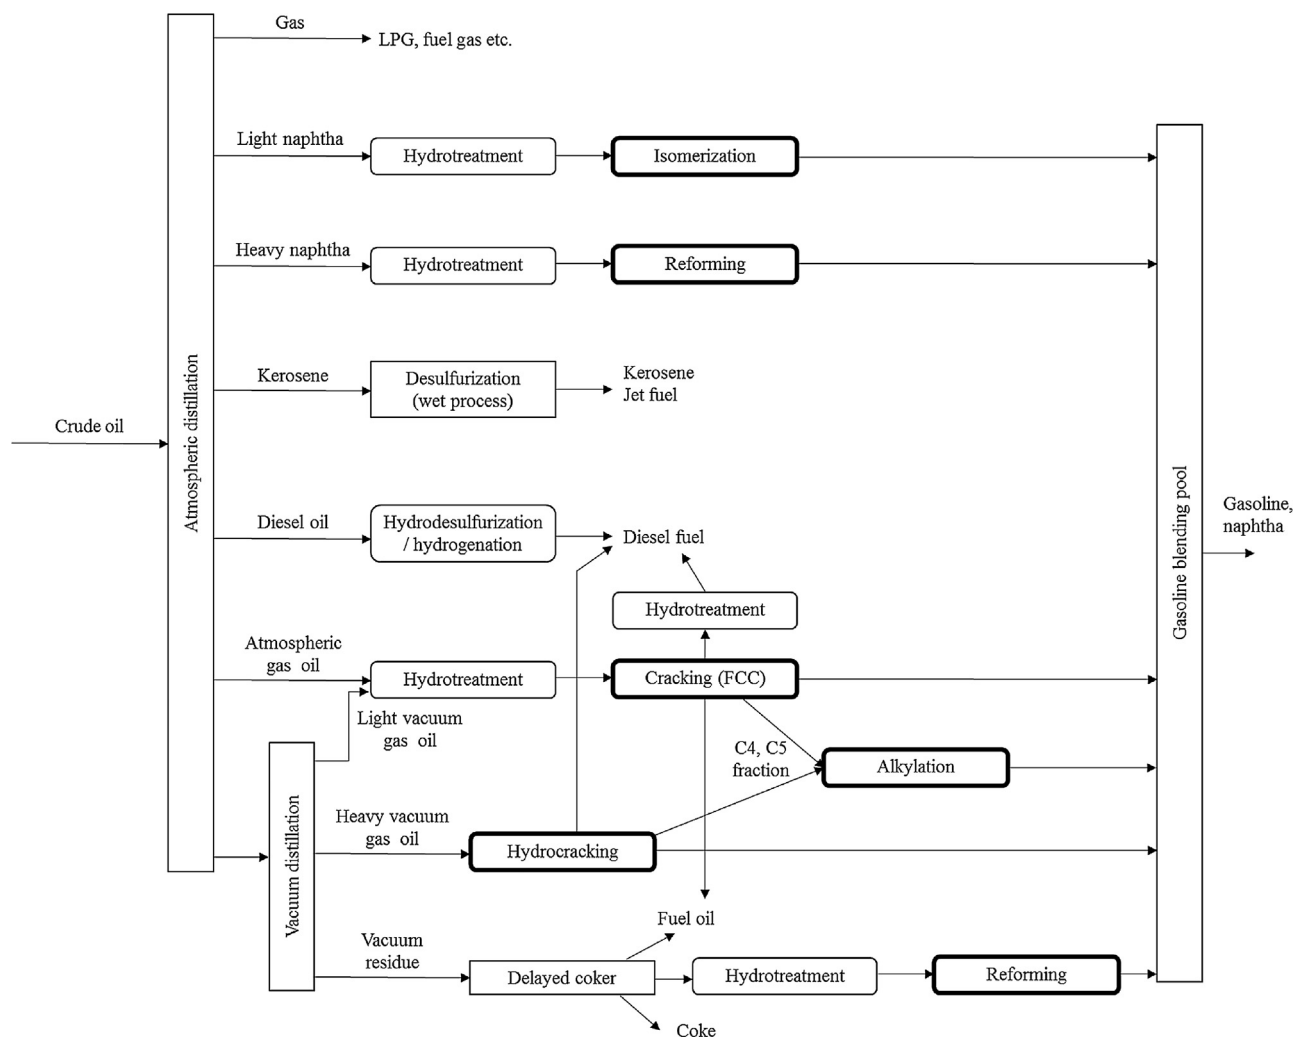 Gas
LPG, fuel gas etc.
Light naphtha
Hydrotreatment
Isomerization
Heavy naphtha
Hydrotreatment
Reforming
Kerosene
Desulfurization
(wet process)
Kerosene
Jet fuel
Crude oil
Atmospheric distillation
Diesel oil
Hydrodesulfurization
/ hydrogenation
Diesel fuel
Gasoline blending pool
Gasoline,
naphtha
Hydrotreatment
Atmospheric
gas oil
Hydrotreatment
Cracking (FCC)
Light vacuum
gas oil
C4, C5
fraction
Alkylation
Vacuum distillation
Heavy vacuum
gas oil
Hydrocracking
Fuel oil
Vacuum
residue
Delayed coker
Hydrotreatment
Reforming
Coke